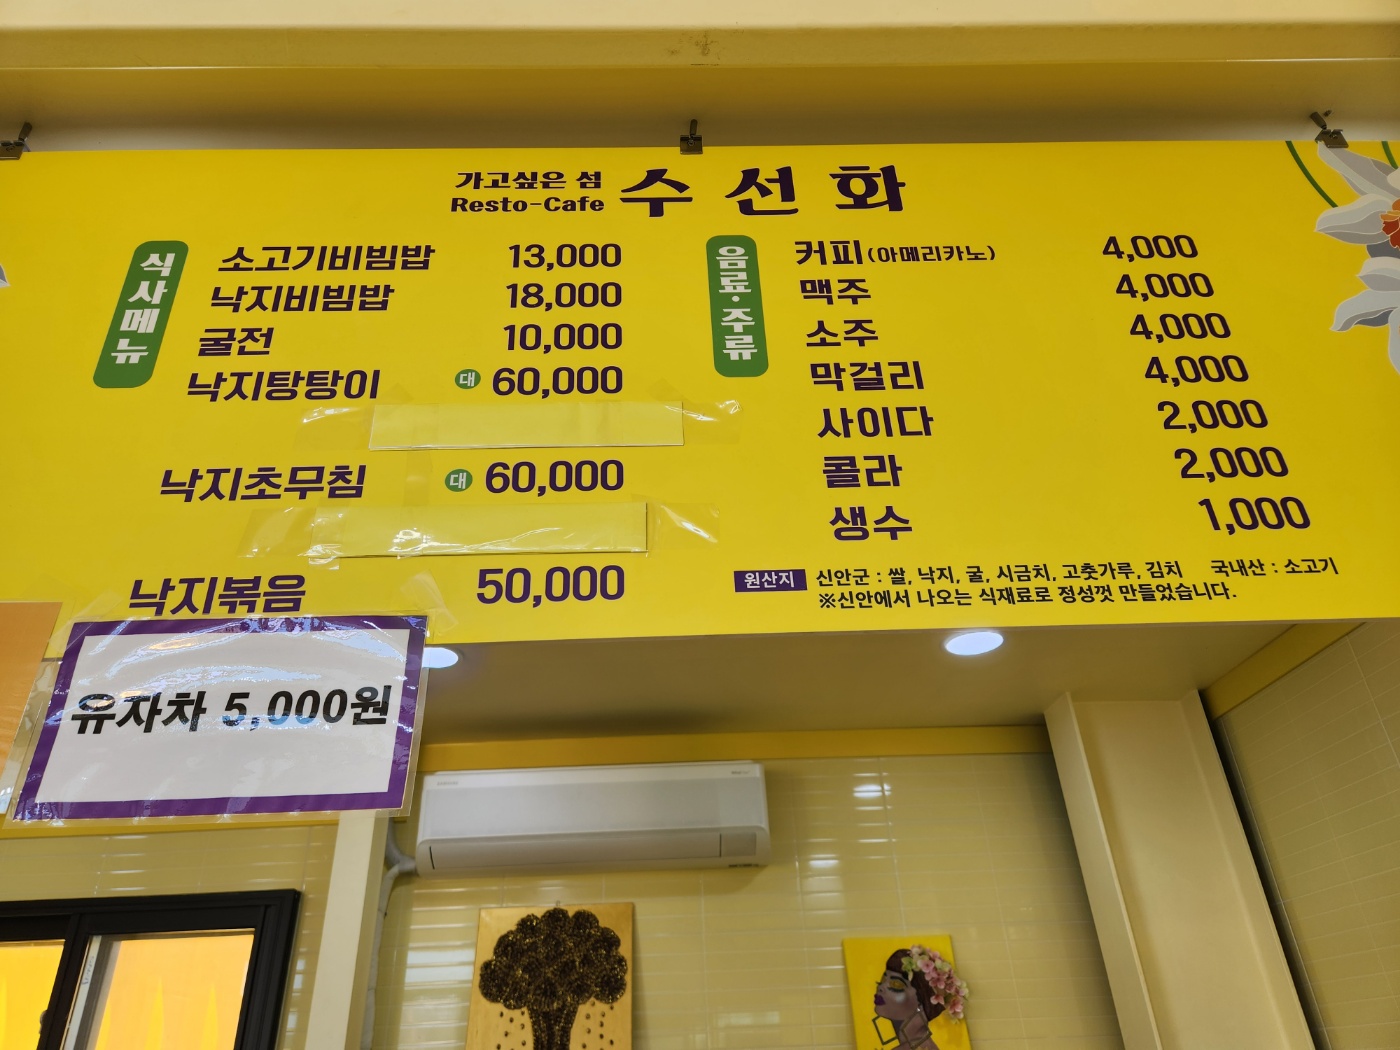 가고싶은 섬
Resto-Cafe
수선화
식사메뉴
소고기비빔밥 13,000
낙지비빔밥 18,000
굴전 10,000
낙지탕탕이 대 60,000
낙지초무침 대 60,000
낙지볶음 50,000
음료·주류
커피(아메리카노) 4,000
맥주 4,000
소주 4,000
막걸리 4,000
사이다 2,000
콜라 2,000
생수 1,000
원산지 신안군 : 쌀, 낙지, 굴, 시금치, 고춧가루, 김치 국내산 : 소고기
※신안에서 나오는 식재료로 정성껏 만들었습니다.
유자차 5,000원